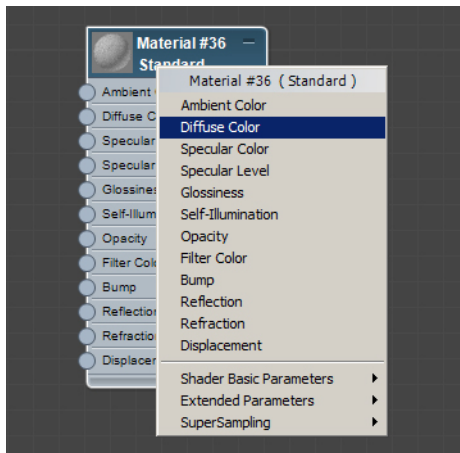 Material #36
Standard
Ambient
Diffuse C
Specular
Specular
Glossines
Self-Illum
Opacity
Filter Colo
Bump
Reflection
Refraction
Displacem
Material #36 ( Standard )
Ambient Color
Diffuse Color
Specular Color
Specular Level
Glossiness
Self-Illumination
Opacity
Filter Color
Bump
Reflection
Refraction
Displacement
Shader Basic Parameters
Extended Parameters
SuperSampling